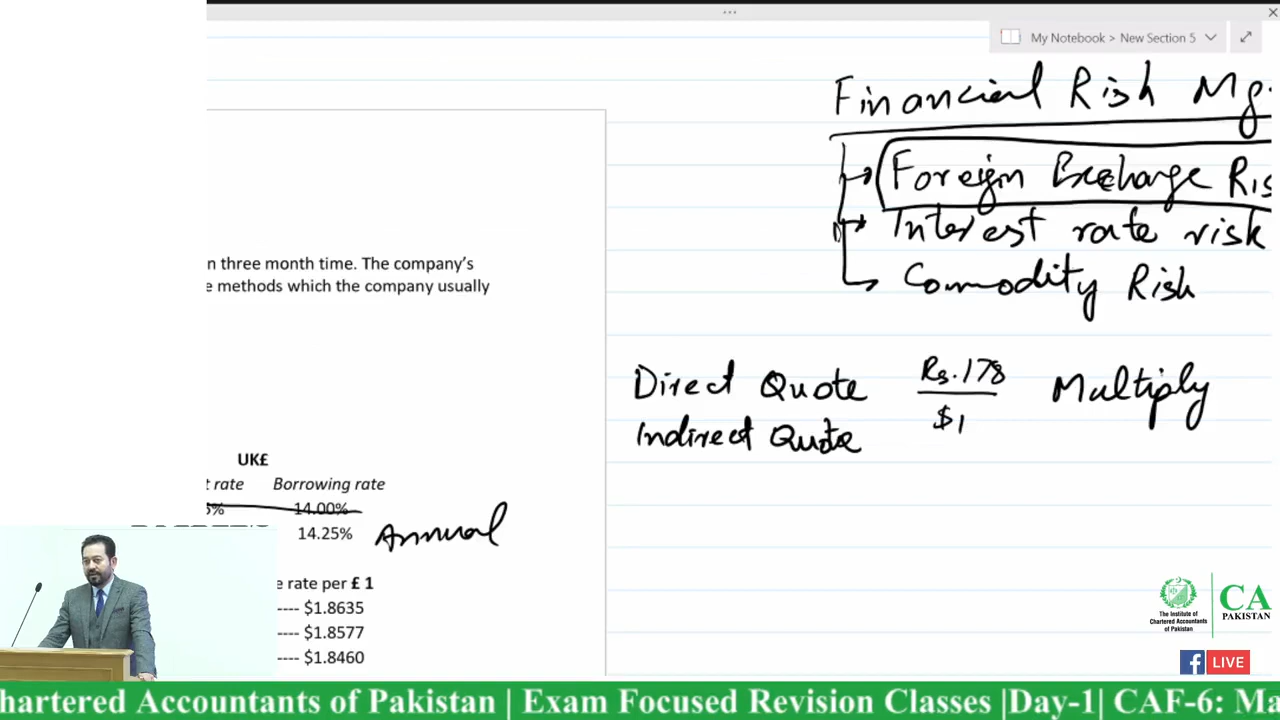 My Notebook > New Section 5
Financial Risk Mg.
Foreign Exchange Ris
Interest rate risk
Commodity Risk
n three month time. The company's
e methods which the company usually
Direct Quote Rs.178 Multiply
$1
Indirect Quote
UK£
t rate Borrowing rate
5% 14.00%
14.25% Annual
e rate per £ 1
---- $1.8635
---- $1.8577
---- $1.8460
The Institute of
Chartered Accountants
of Pakistan
CA
PAKISTAN
f LIVE
hartered Accountants of Pakistan | Exam Focused Revision Classes |Day-1| CAF-6: Ma